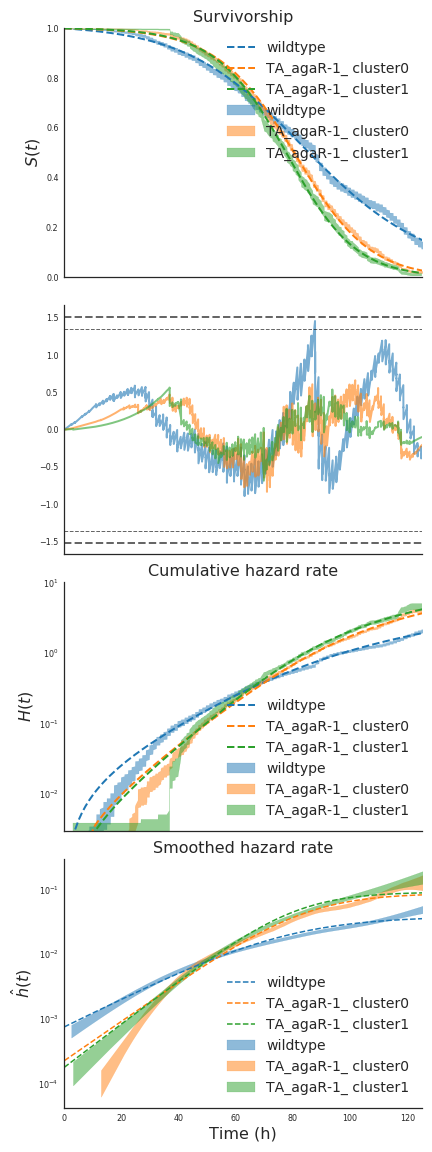 Survivorship
1.0
0.8
0.6
0.4
0.2
0.0
S(t)
wildtype
TA_agaR-1_ cluster0
TA_agaR-1_ cluster1
wildtype
TA_agaR-1_ cluster0
TA_agaR-1_ cluster1
1.5
1.0
0.5
0.0
−0.5
−1.0
−1.5
Cumulative hazard rate
10¹
10⁰
10⁻¹
10⁻²
H(t)
wildtype
TA_agaR-1_ cluster0
TA_agaR-1_ cluster1
wildtype
TA_agaR-1_ cluster0
TA_agaR-1_ cluster1
Smoothed hazard rate
10⁻¹
10⁻²
10⁻³
10⁻⁴
ĥ(t)
wildtype
TA_agaR-1_ cluster0
TA_agaR-1_ cluster1
wildtype
TA_agaR-1_ cluster0
TA_agaR-1_ cluster1
0 20 40 60 80 100 120
Time (h)